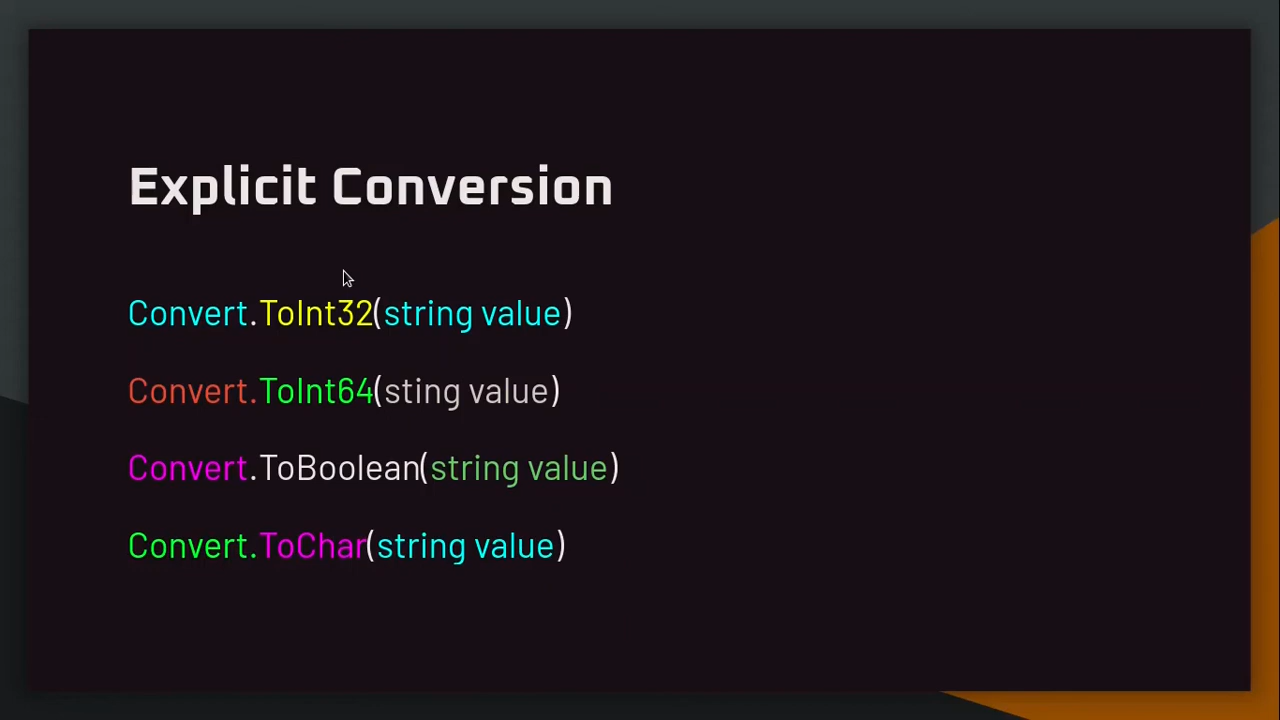 Explicit Conversion
Convert.ToInt32(string value)
Convert.ToInt64(sting value)
Convert.ToBoolean(string value)
Convert.ToChar(string value)